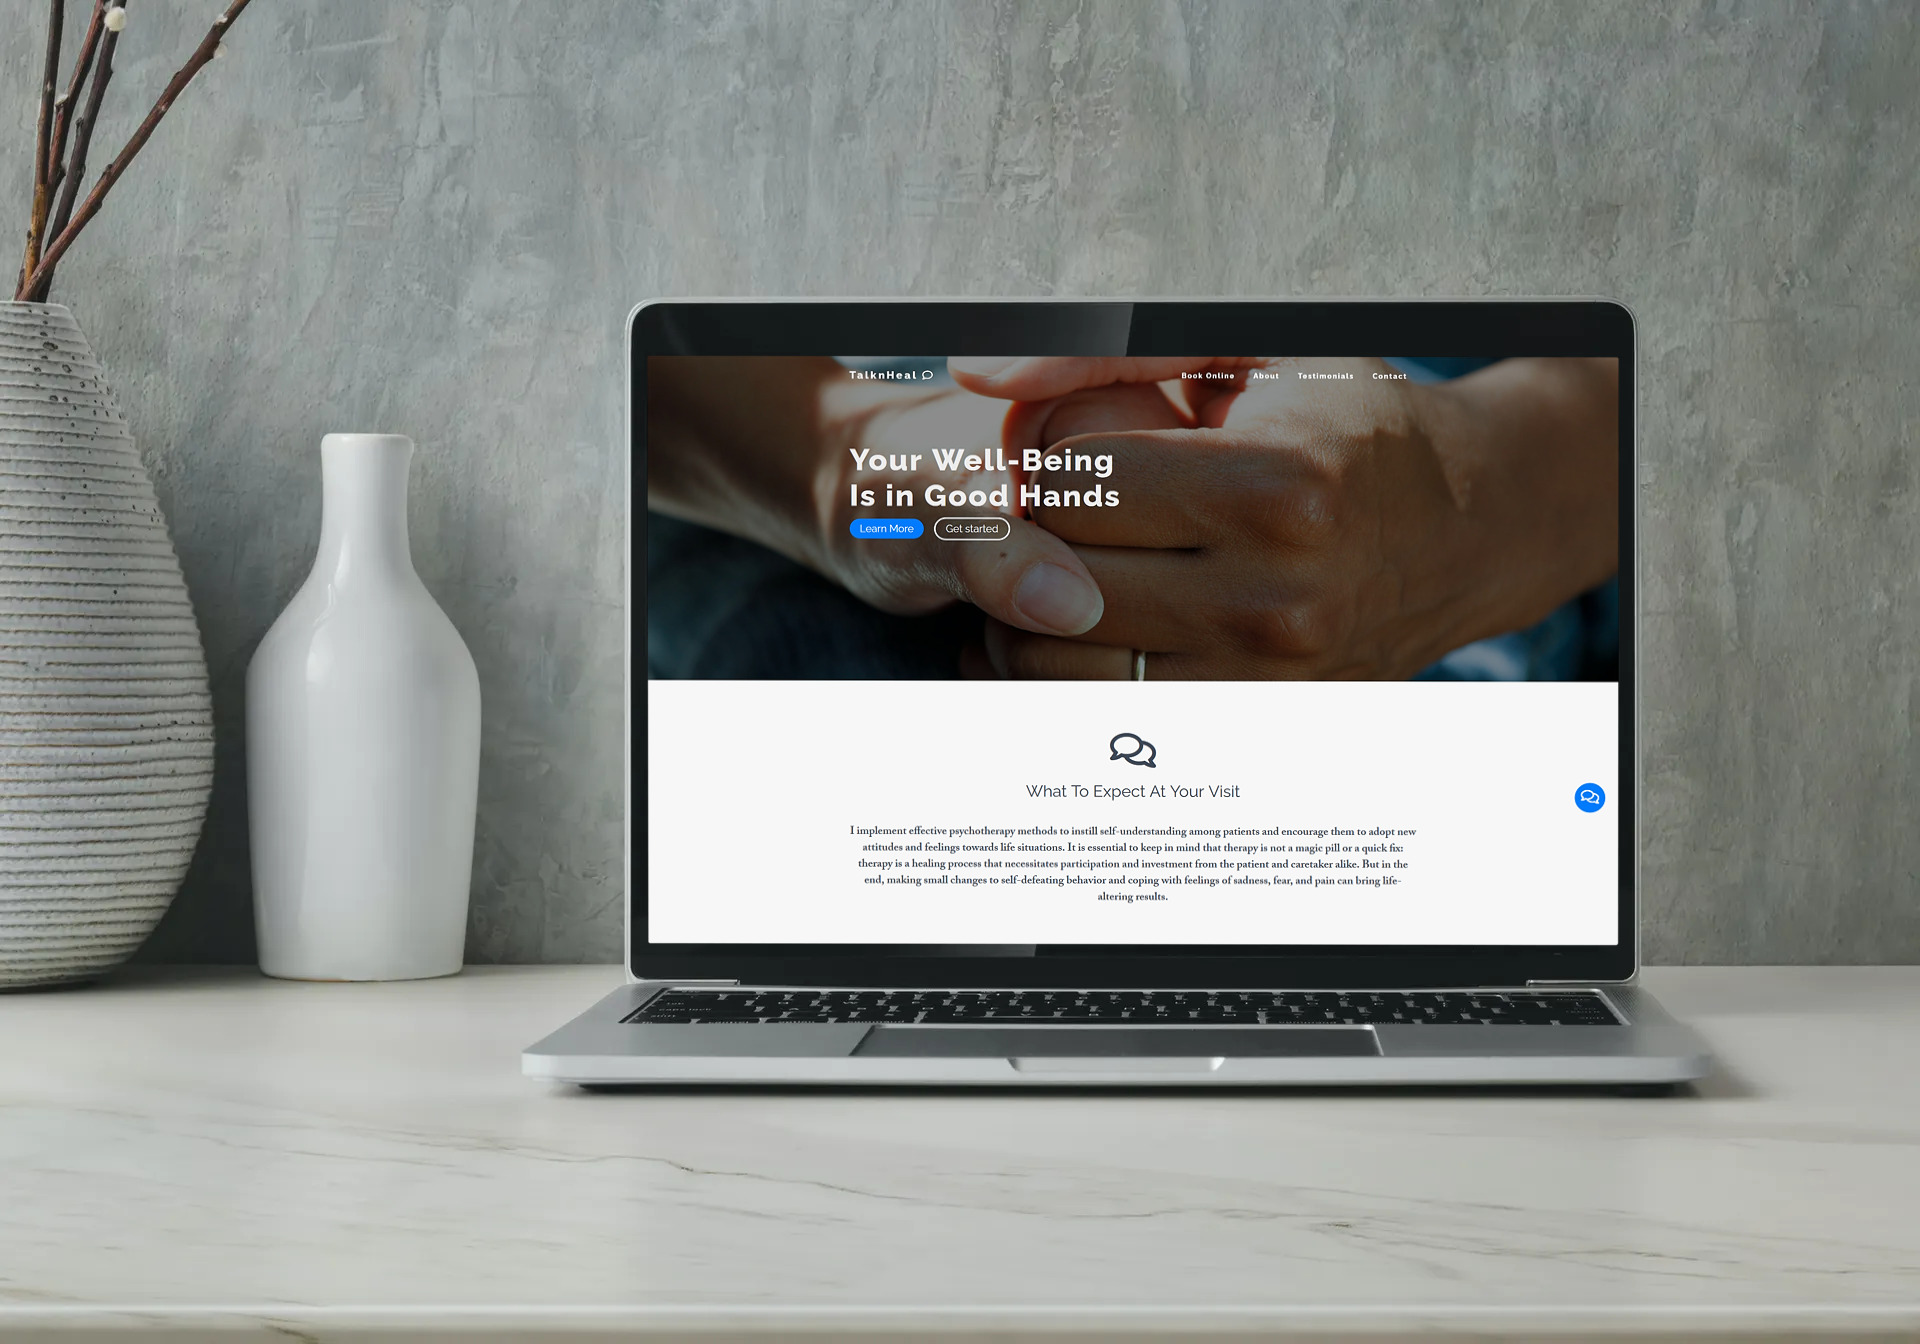 TalknHeal
Book Online About Testimonials Contact
Your Well-Being
Is in Good Hands
Learn More Get started
What To Expect At Your Visit
I implement effective psychotherapy methods to instill self-understanding among patients and encourage them to adopt new
attitudes and feelings towards life situations. It is essential to keep in mind that therapy is not a magic pill or a quick fix:
therapy is a healing process that necessitates participation and investment from the patient and caretaker alike. But in the
end, making small changes to self-defeating behavior and coping with feelings of sadness, fear, and pain can bring life-
altering results.